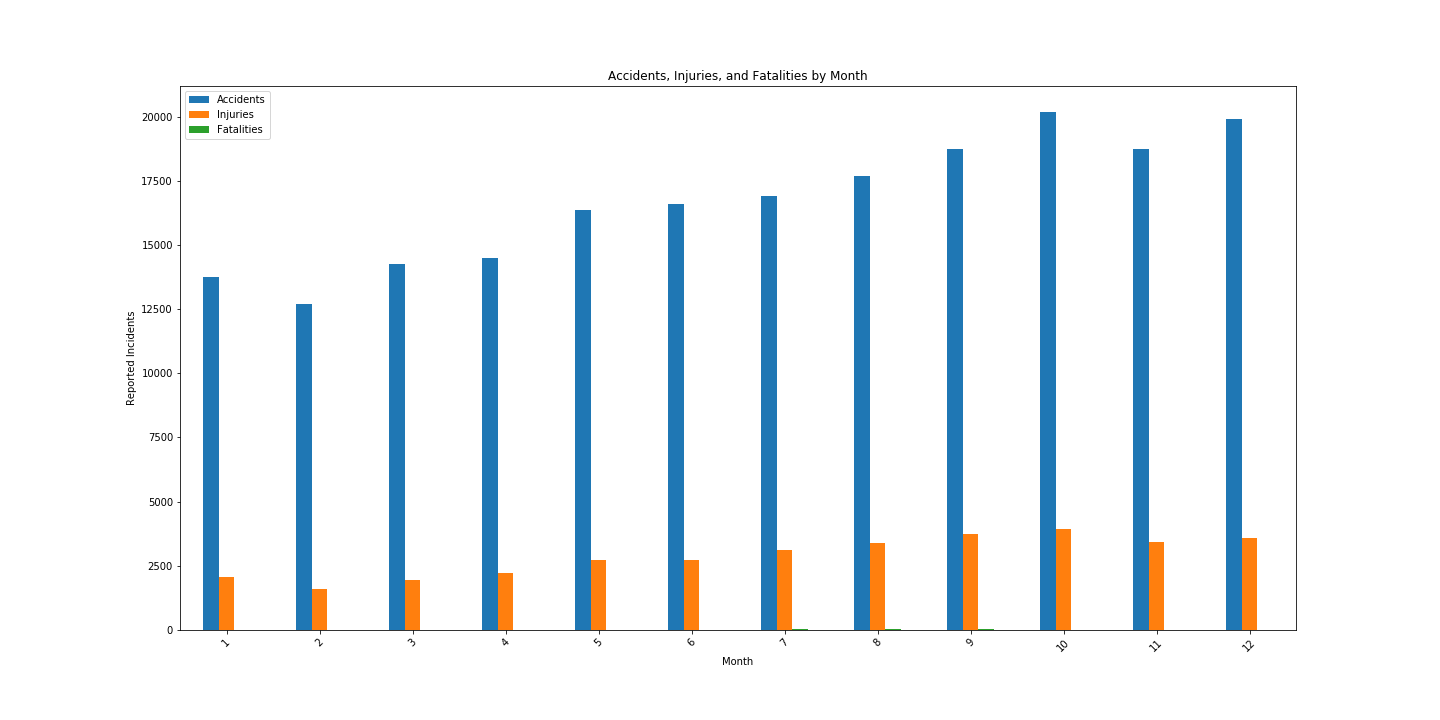 Accidents, Injuries, and Fatalities by Month
Accidents
Injuries
Fatalities
20000
17500
15000
12500
10000
7500
5000
2500
0
Reported Incidents
1 2 3 4 5 6 7 8 9 10 11 12
Month